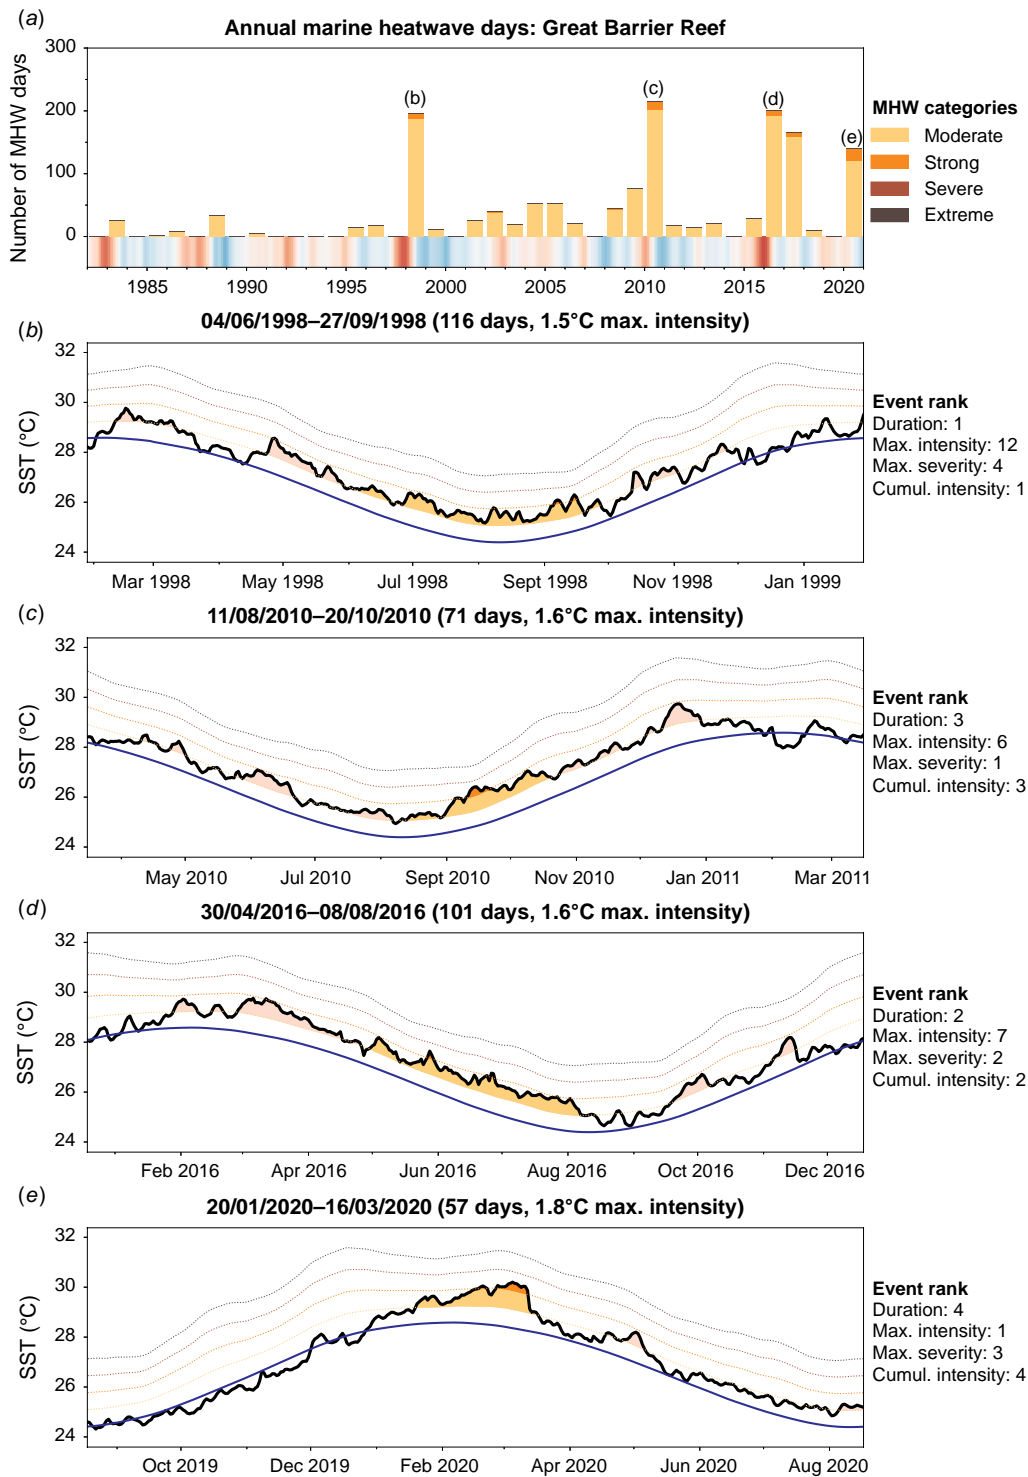 (a)
Annual marine heatwave days: Great Barrier Reef
Number of MHW days
300
200
100
0
(b)
(c)
(d)
(e)
MHW categories
Moderate
Strong
Severe
Extreme
1985 1990 1995 2000 2005 2010 2015 2020
(b)
04/06/1998–27/09/1998 (116 days, 1.5°C max. intensity)
SST (°C)
32
30
28
26
24
Mar 1998 May 1998 Jul 1998 Sept 1998 Nov 1998 Jan 1999
Event rank
Duration: 1
Max. intensity: 12
Max. severity: 4
Cumul. intensity: 1
(c)
11/08/2010–20/10/2010 (71 days, 1.6°C max. intensity)
SST (°C)
32
30
28
26
24
May 2010 Jul 2010 Sept 2010 Nov 2010 Jan 2011 Mar 2011
Event rank
Duration: 3
Max. intensity: 6
Max. severity: 1
Cumul. intensity: 3
(d)
30/04/2016–08/08/2016 (101 days, 1.6°C max. intensity)
SST (°C)
32
30
28
26
24
Feb 2016 Apr 2016 Jun 2016 Aug 2016 Oct 2016 Dec 2016
Event rank
Duration: 2
Max. intensity: 7
Max. severity: 2
Cumul. intensity: 2
(e)
20/01/2020–16/03/2020 (57 days, 1.8°C max. intensity)
SST (°C)
32
30
28
26
24
Oct 2019 Dec 2019 Feb 2020 Apr 2020 Jun 2020 Aug 2020
Event rank
Duration: 4
Max. intensity: 1
Max. severity: 3
Cumul. intensity: 4